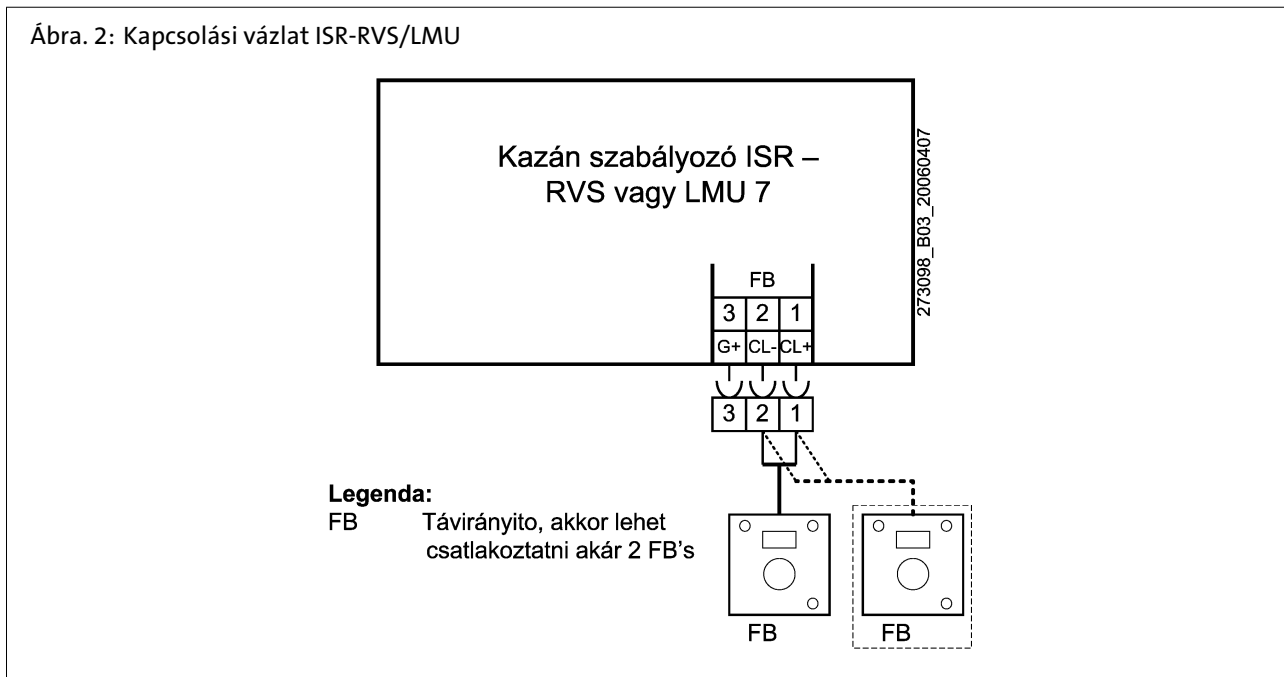 Ábra. 2: Kapcsolási vázlat ISR-RVS/LMU
Kazán szabályozó ISR –
RVS vagy LMU 7
273098_B03_20060407
FB
3 2 1
G+ CL- CL+
3 2 1
Legenda:
FB Távirányito, akkor lehet
csatlakoztatni akár 2 FB's
FB FB